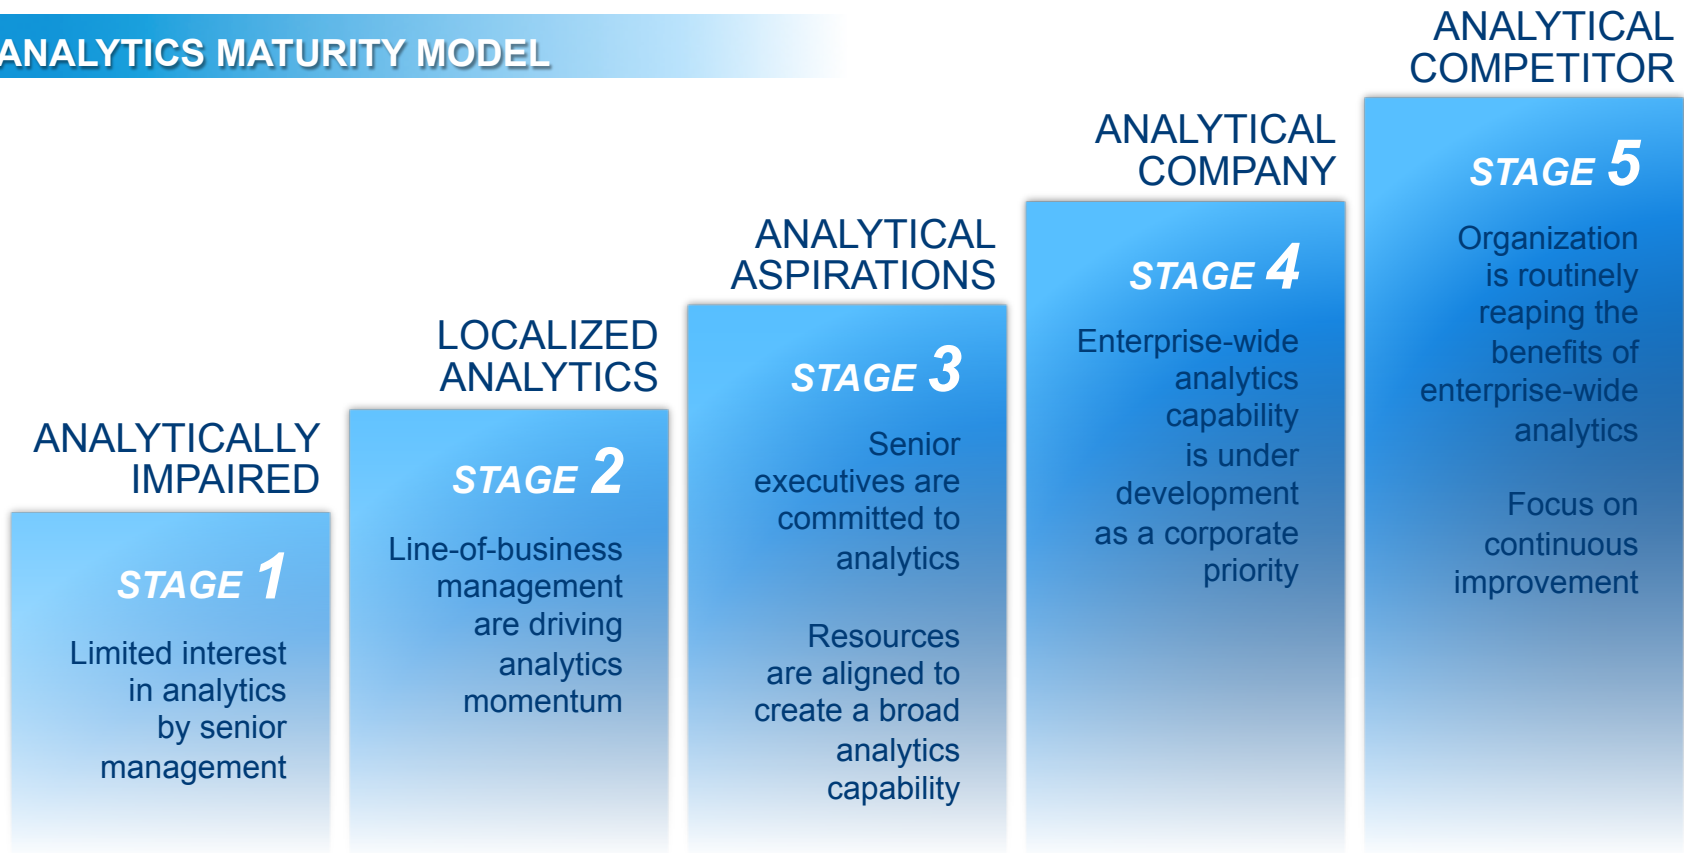 ANALYTICS MATURITY MODEL
ANALYTICALLY
IMPAIRED
STAGE 1
Limited interest
in analytics
by senior
management
LOCALIZED
ANALYTICS
STAGE 2
Line-of-business
management
are driving
analytics
momentum
ANALYTICAL
ASPIRATIONS
STAGE 3
Senior
executives are
committed to
analytics
Resources
are aligned to
create a broad
analytics
capability
ANALYTICAL
COMPANY
STAGE 4
Enterprise-wide
analytics
capability
is under
development
as a corporate
priority
ANALYTICAL
COMPETITOR
STAGE 5
Organization
is routinely
reaping the
benefits of
enterprise-wide
analytics
Focus on
continuous
improvement